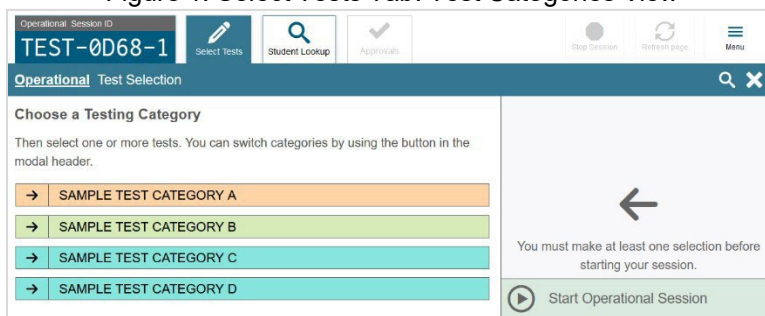 Figure 1. Select Tests Tab: Test Categories View
Operational Session ID
TEST-0D68-1
Select Tests
Student Lookup
Approvals
Stop Session
Refresh page
Menu
Operational Test Selection
Choose a Testing Category
Then select one or more tests. You can switch categories by using the button in the
modal header.
SAMPLE TEST CATEGORY A
SAMPLE TEST CATEGORY B
SAMPLE TEST CATEGORY C
SAMPLE TEST CATEGORY D
You must make at least one selection before
starting your session.
Start Operational Session